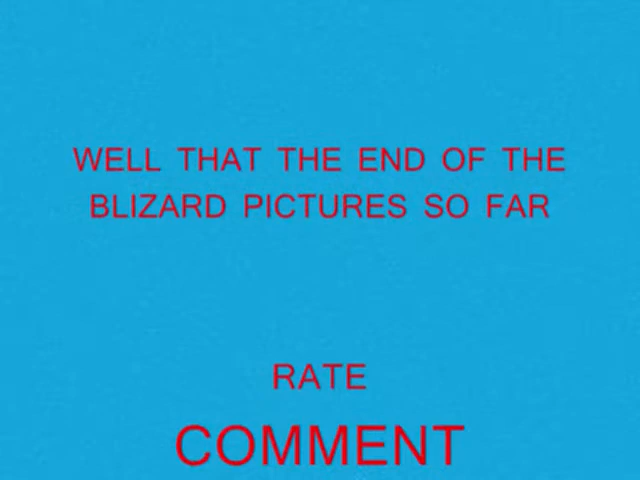 WELL THAT THE END OF THE
BLIZARD PICTURES SO FAR
RATE
COMMENT